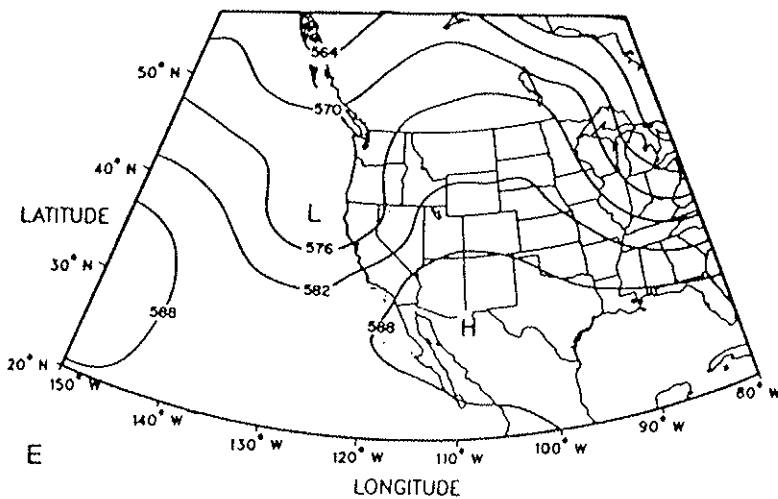 564
50° N
570
40° N
LATITUDE
L
576
30° N
582
588
588
H
20° N
150° W
80° W
140° W
90° W
130° W
100° W
120° W
110° W
E
LONGITUDE